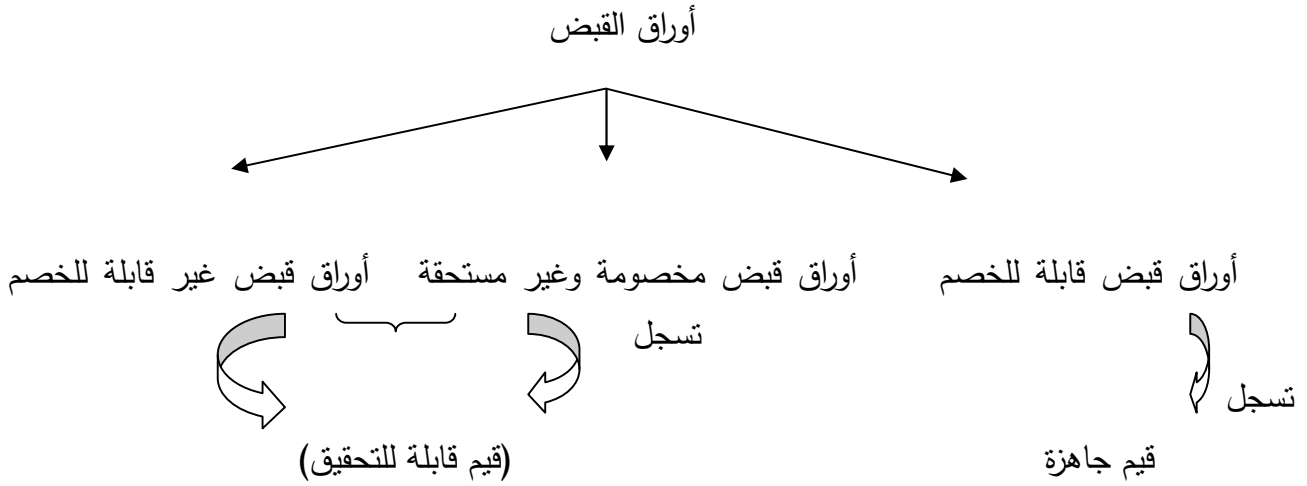 أوراق القبض
أوراق قبض قابلة للخصم
أوراق قبض مخصومة وغير مستحقة
أوراق قبض غير قابلة للخصم
تسجل
تسجل
قيم جاهزة
(قيم قابلة للتحقيق)